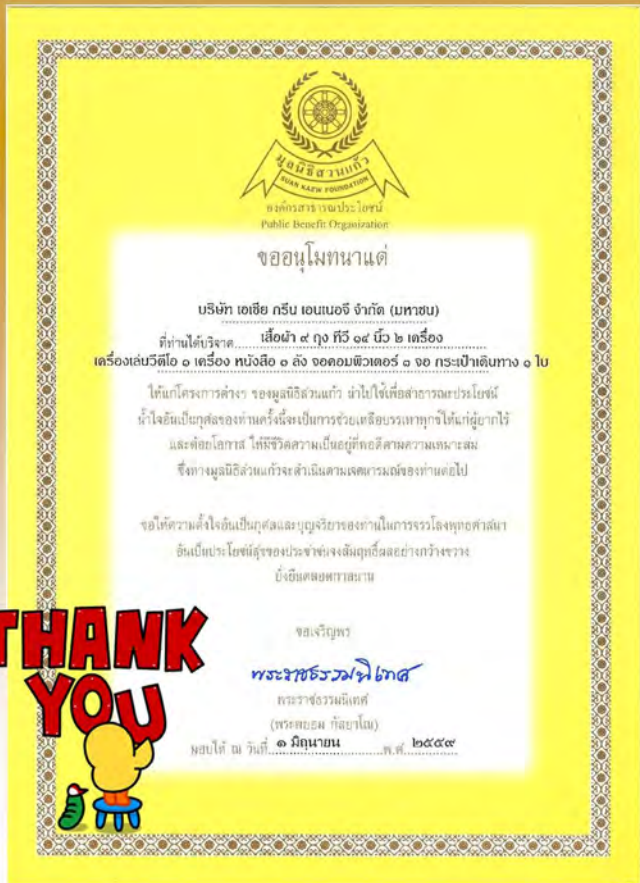 มูลนิธิสวนแก้ว
SUAN KAEW FOUNDATION
องค์กรสาธารณประโยชน์
Public Benefit Organization
ขออนุโมทนาแด่
บริษัท เอเชีย กรีน เอนเนอจี จำกัด (มหาชน)
ที่ท่านได้บริจาค เสื้อผ้า ๙ ถุง ทีวี ๑๔ นิ้ว ๒ เครื่อง
เครื่องเล่นวีดีโอ ๑ เครื่อง หนังสือ ๓ ลัง จอคอมพิวเตอร์ ๑ จอ กระเป๋าเดินทาง ๑ ใบ
ให้แก่โครงการต่างๆ ของมูลนิธิสวนแก้ว นำไปใช้เพื่อสาธารณะประโยชน์
น้ำใจอันเป็นกุศลของท่านครั้งนี้จะเป็นการช่วยเหลือบรรเทาทุกข์ให้แก่ผู้ยากไร้
และด้อยโอกาส ให้มีชีวิตความเป็นอยู่ที่พอดีตามความเหมาะสม
ซึ่งทางมูลนิธิสวนแก้วจะดำเนินตามเจตนารมณ์ของท่านต่อไป
ขอให้ความตั้งใจอันเป็นกุศลและบุญจริยาของท่านในการจรรโลงพุทธศาสนา
อันเป็นประโยชน์สุขของประชาชนจงสัมฤทธิ์ผลอย่างกว้างขวาง
ยั่งยืนตลอดกาลนาน
ขอเจริญพร
พระราชธรรมนิเทศ
พระราชธรรมนิเทศ
(พระพยอม กัลยาโณ)
มอบให้ ณ วันที่ ๑ มิถุนายน พ.ศ. ๒๕๕๙
THANK
YOU